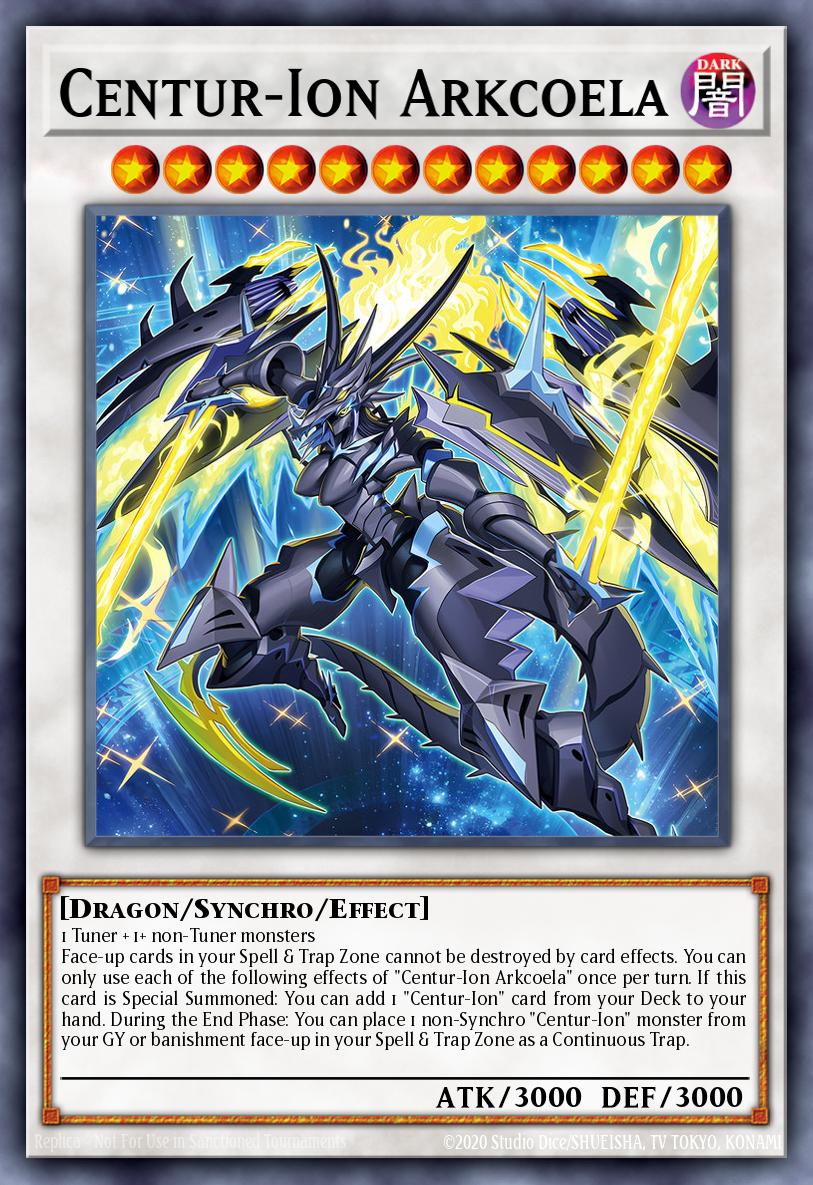 Centur-Ion Arkcoela
DARK
闇
[Dragon/Synchro/Effect]
1 Tuner + 1+ non-Tuner monsters
Face-up cards in your Spell & Trap Zone cannot be destroyed by card effects. You can
only use each of the following effects of "Centur-Ion Arkcoela" once per turn. If this
card is Special Summoned: You can add 1 "Centur-Ion" card from your Deck to your
hand. During the End Phase: You can place 1 non-Synchro "Centur-Ion" monster from
your GY or banishment face-up in your Spell & Trap Zone as a Continuous Trap.
ATK/3000 DEF/3000
Replica - Not For Use in Sanctioned Tournaments
©2020 Studio Dice/SHUEISHA, TV TOKYO, KONAMI